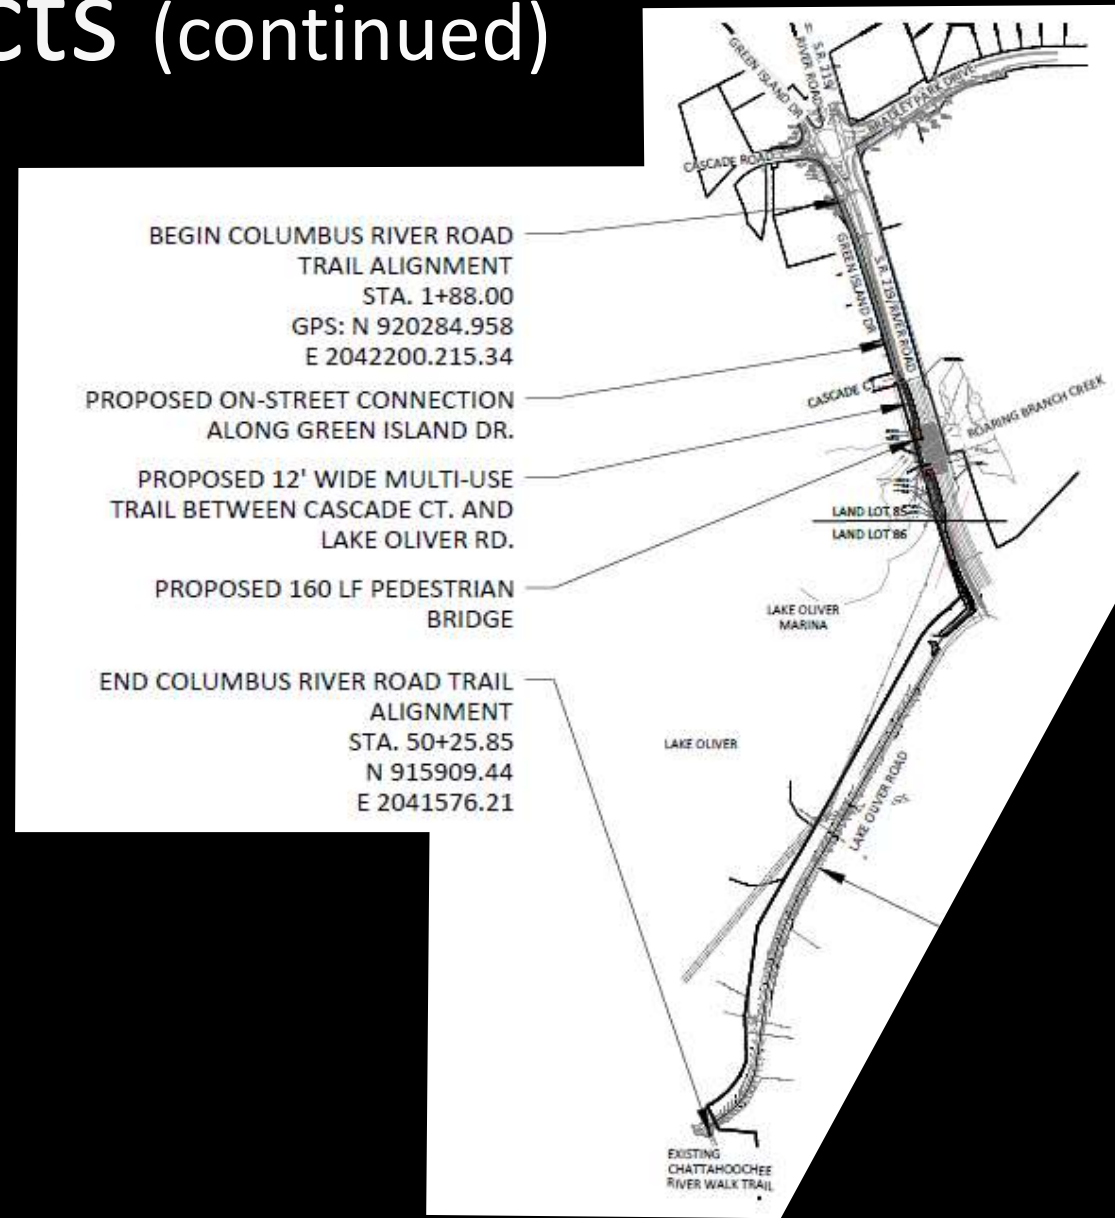 cts (continued)
GREEN ISLAND DR
S.R. 219/
RIVER ROAD
BRADLEY PARK DRIVE
CASCADE ROAD
BEGIN COLUMBUS RIVER ROAD
TRAIL ALIGNMENT
STA. 1+88.00
GPS: N 920284.958
E 2042200.215.34
GREEN ISLAND DR
S.R. 219/RIVER ROAD
PROPOSED ON-STREET CONNECTION
ALONG GREEN ISLAND DR.
CASCADE CT.
ROARING BRANCH CREEK
PROPOSED 12' WIDE MULTI-USE
TRAIL BETWEEN CASCADE CT. AND
LAKE OLIVER RD.
LAND LOT 85
LAND LOT 86
PROPOSED 160 LF PEDESTRIAN
BRIDGE
LAKE OLIVER
MARINA
END COLUMBUS RIVER ROAD TRAIL
ALIGNMENT
STA. 50+25.85
N 915909.44
E 2041576.21
LAKE OLIVER
LAKE OLIVER ROAD
EXISTING
CHATTAHOOCHEE
RIVER WALK TRAIL